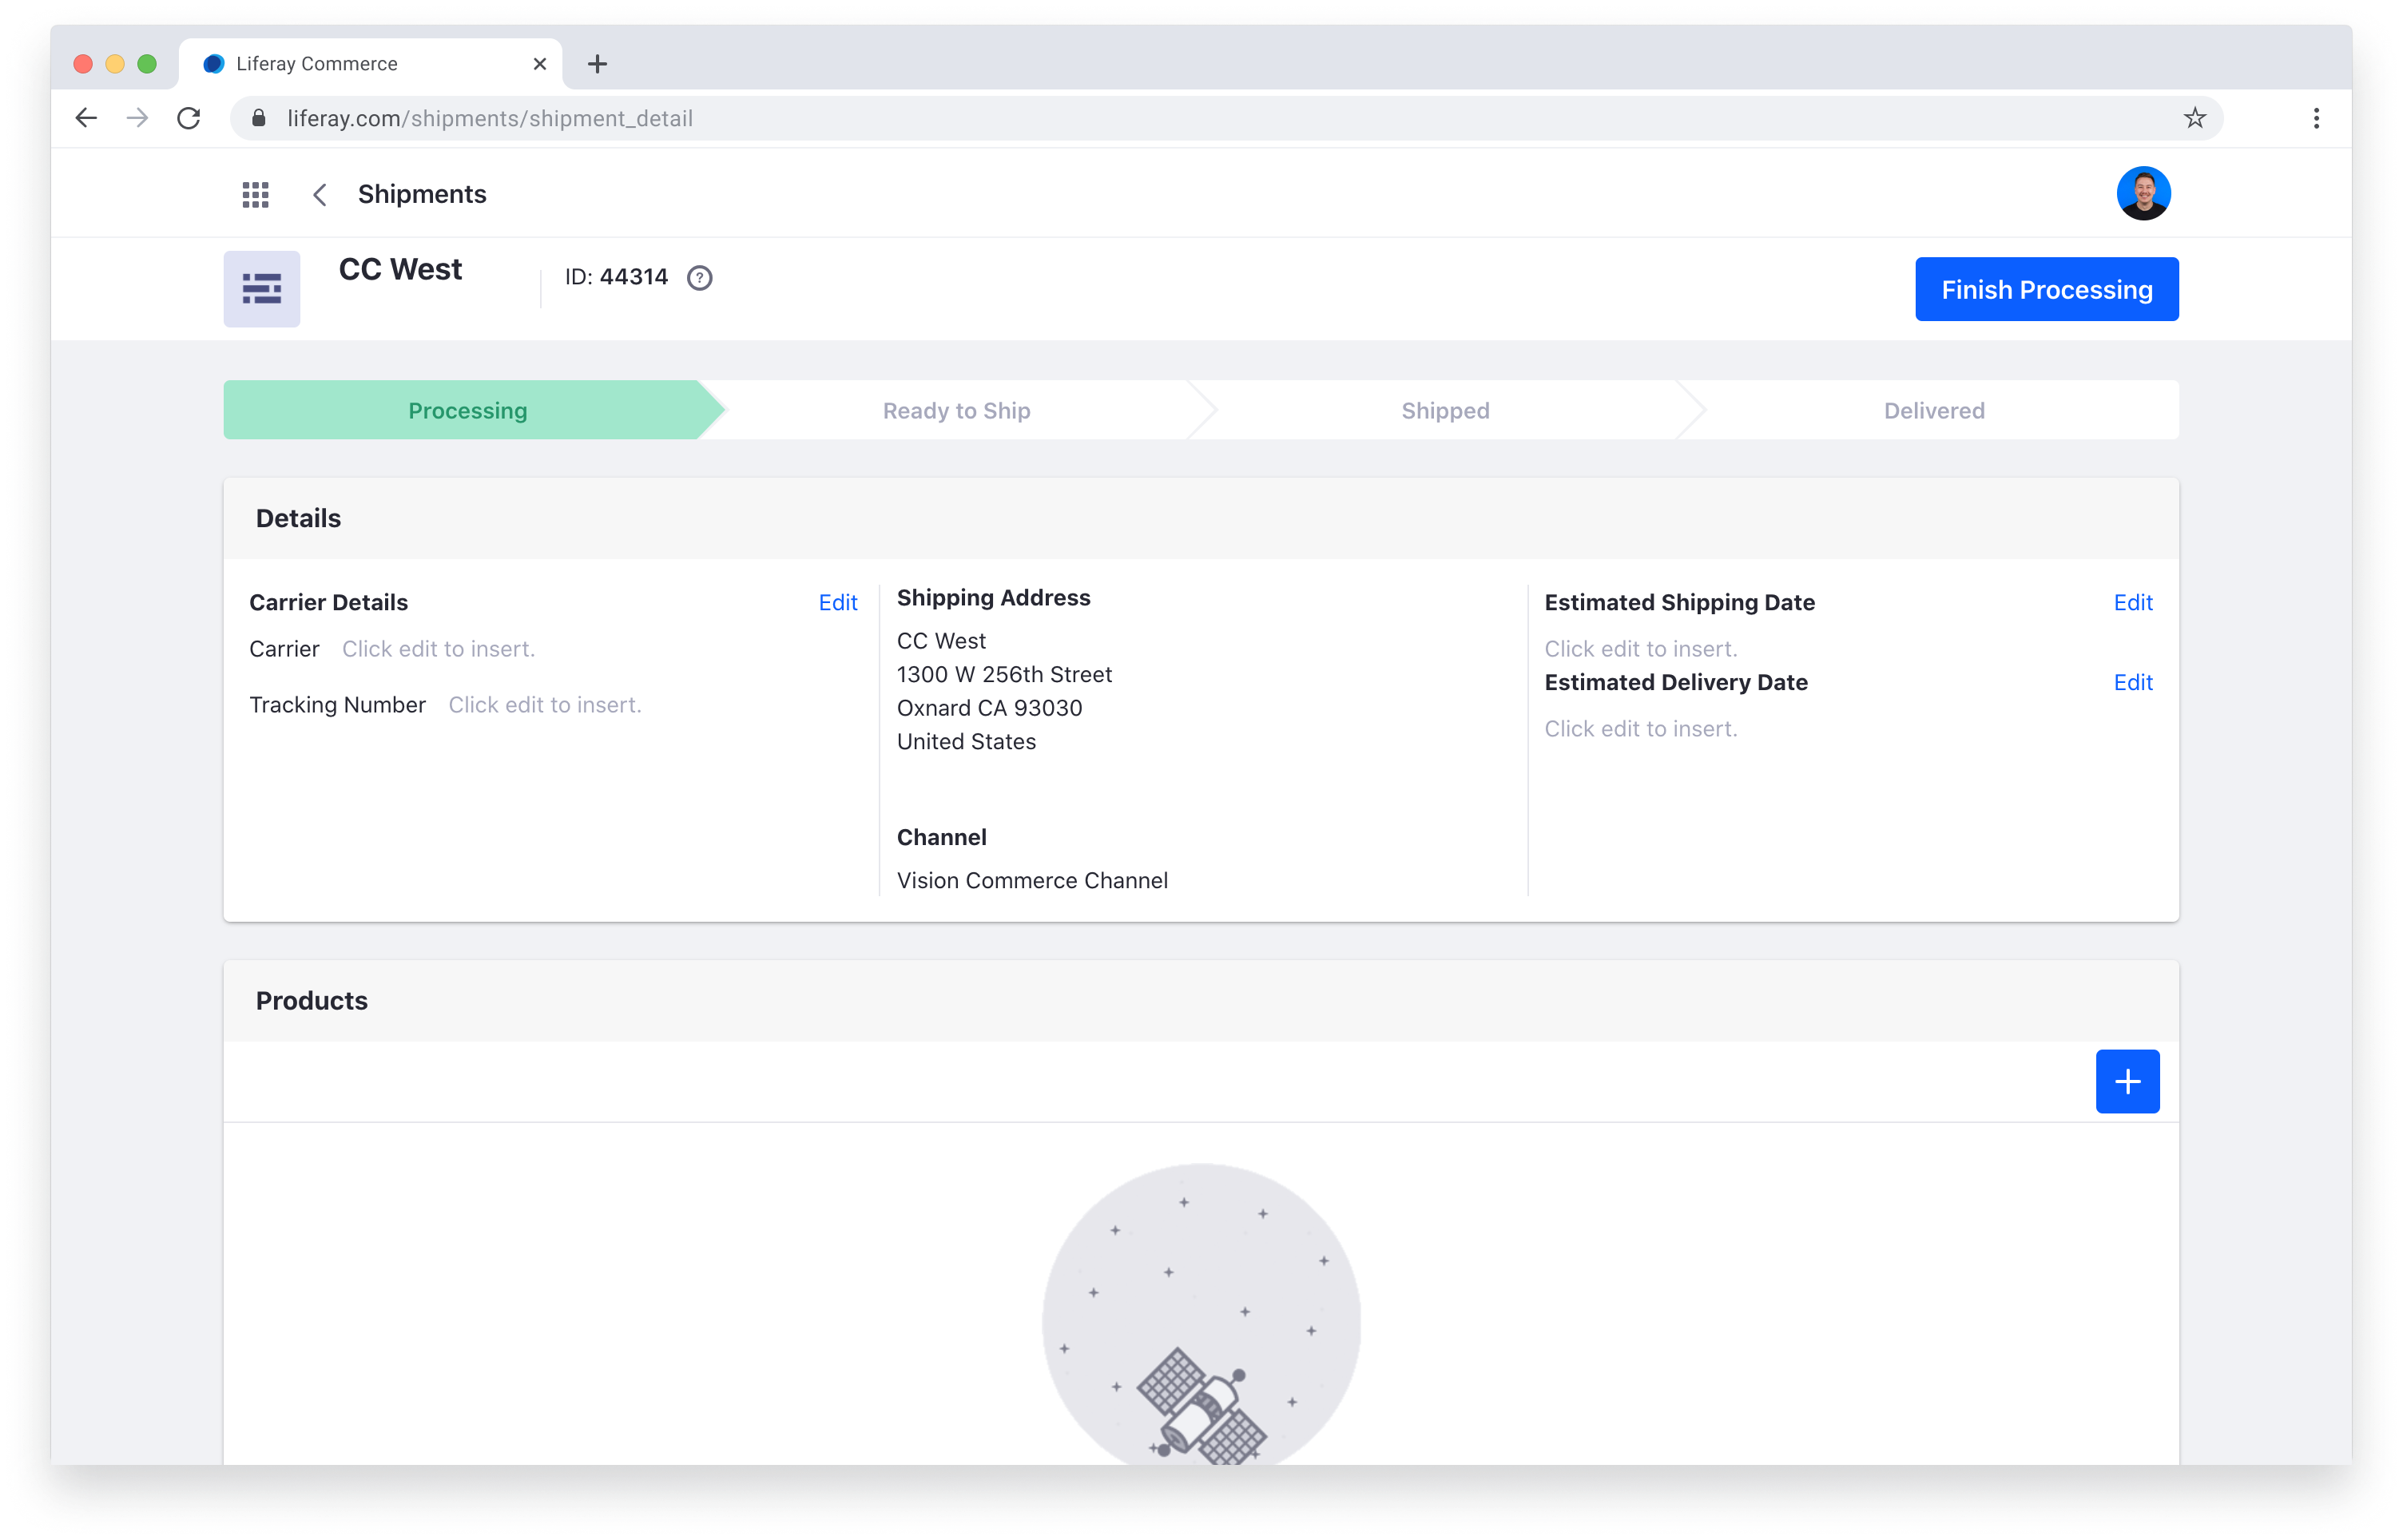 Liferay Commerce
liferay.com/shipments/shipment_detail
Shipments
CC West
ID: 44314
Finish Processing
Processing
Ready to Ship
Shipped
Delivered
Details
Carrier Details
Edit
Carrier Click edit to insert.
Tracking Number Click edit to insert.
Shipping Address
CC West
1300 W 256th Street
Oxnard CA 93030
United States
Channel
Vision Commerce Channel
Estimated Shipping Date
Edit
Click edit to insert.
Estimated Delivery Date
Edit
Click edit to insert.
Products